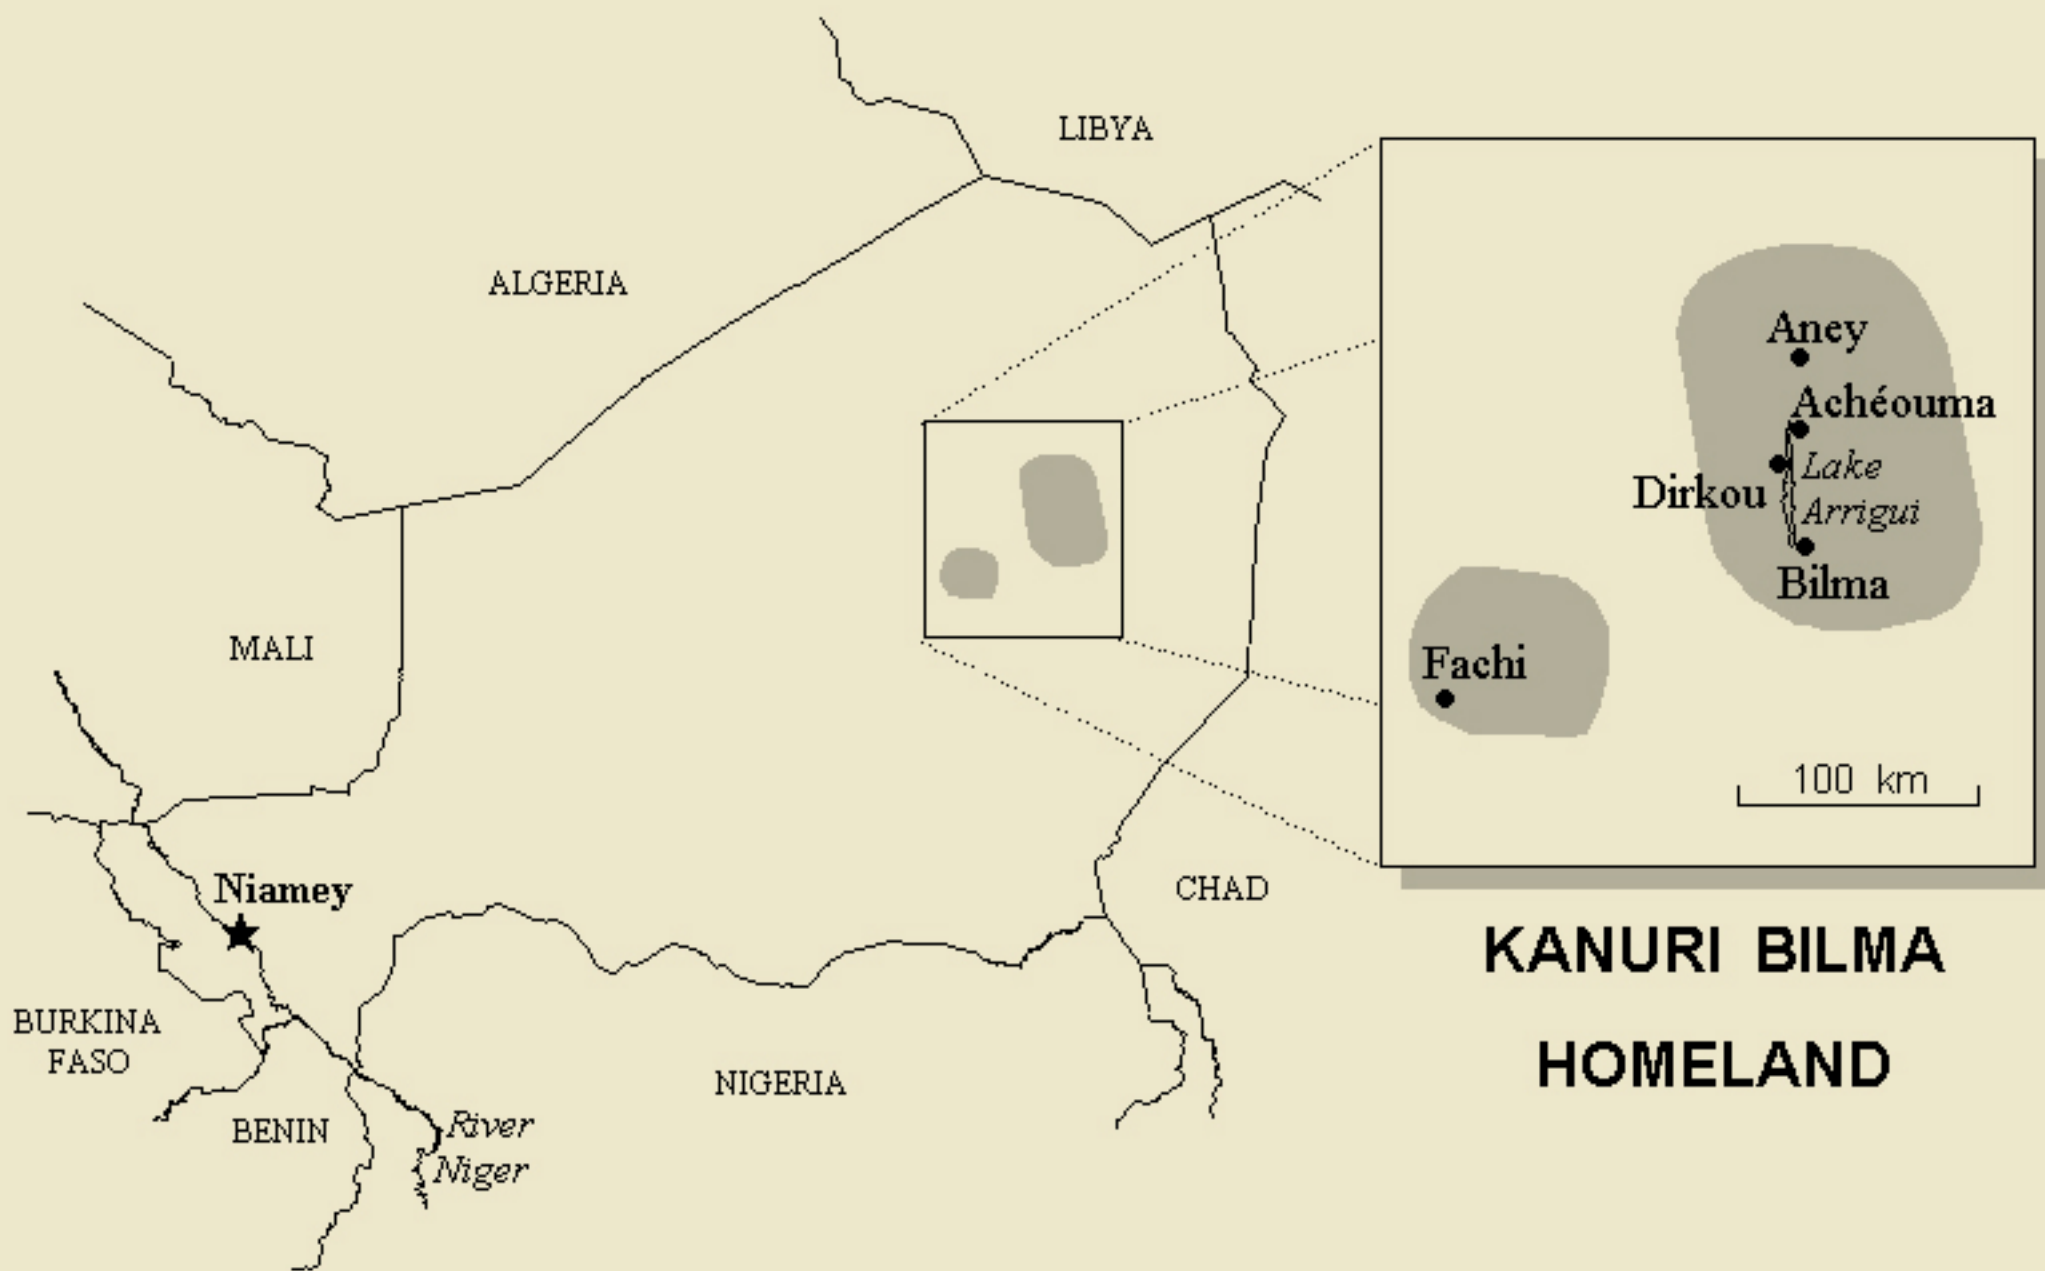 LIBYA
ALGERIA
MALI
Niamey
BURKINA
FASO
BENIN
River
Niger
NIGERIA
CHAD
Aney
Achéouma
Lake
Dirkou
Arrigui
Bilma
Fachi
100 km
KANURI BILMA
HOMELAND